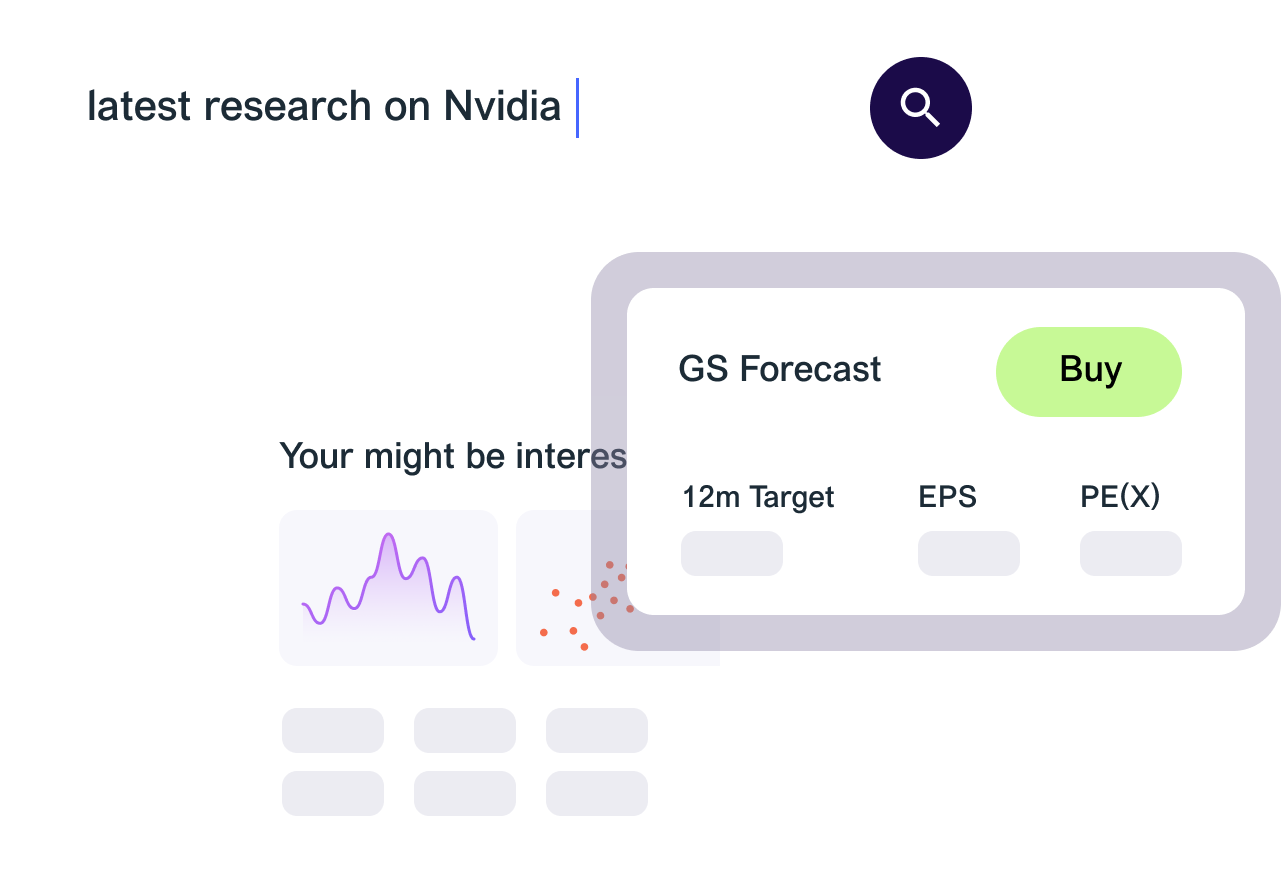 latest research on Nvidia
GS Forecast
Buy
Your might be interes
12m Target
EPS
PE(X)